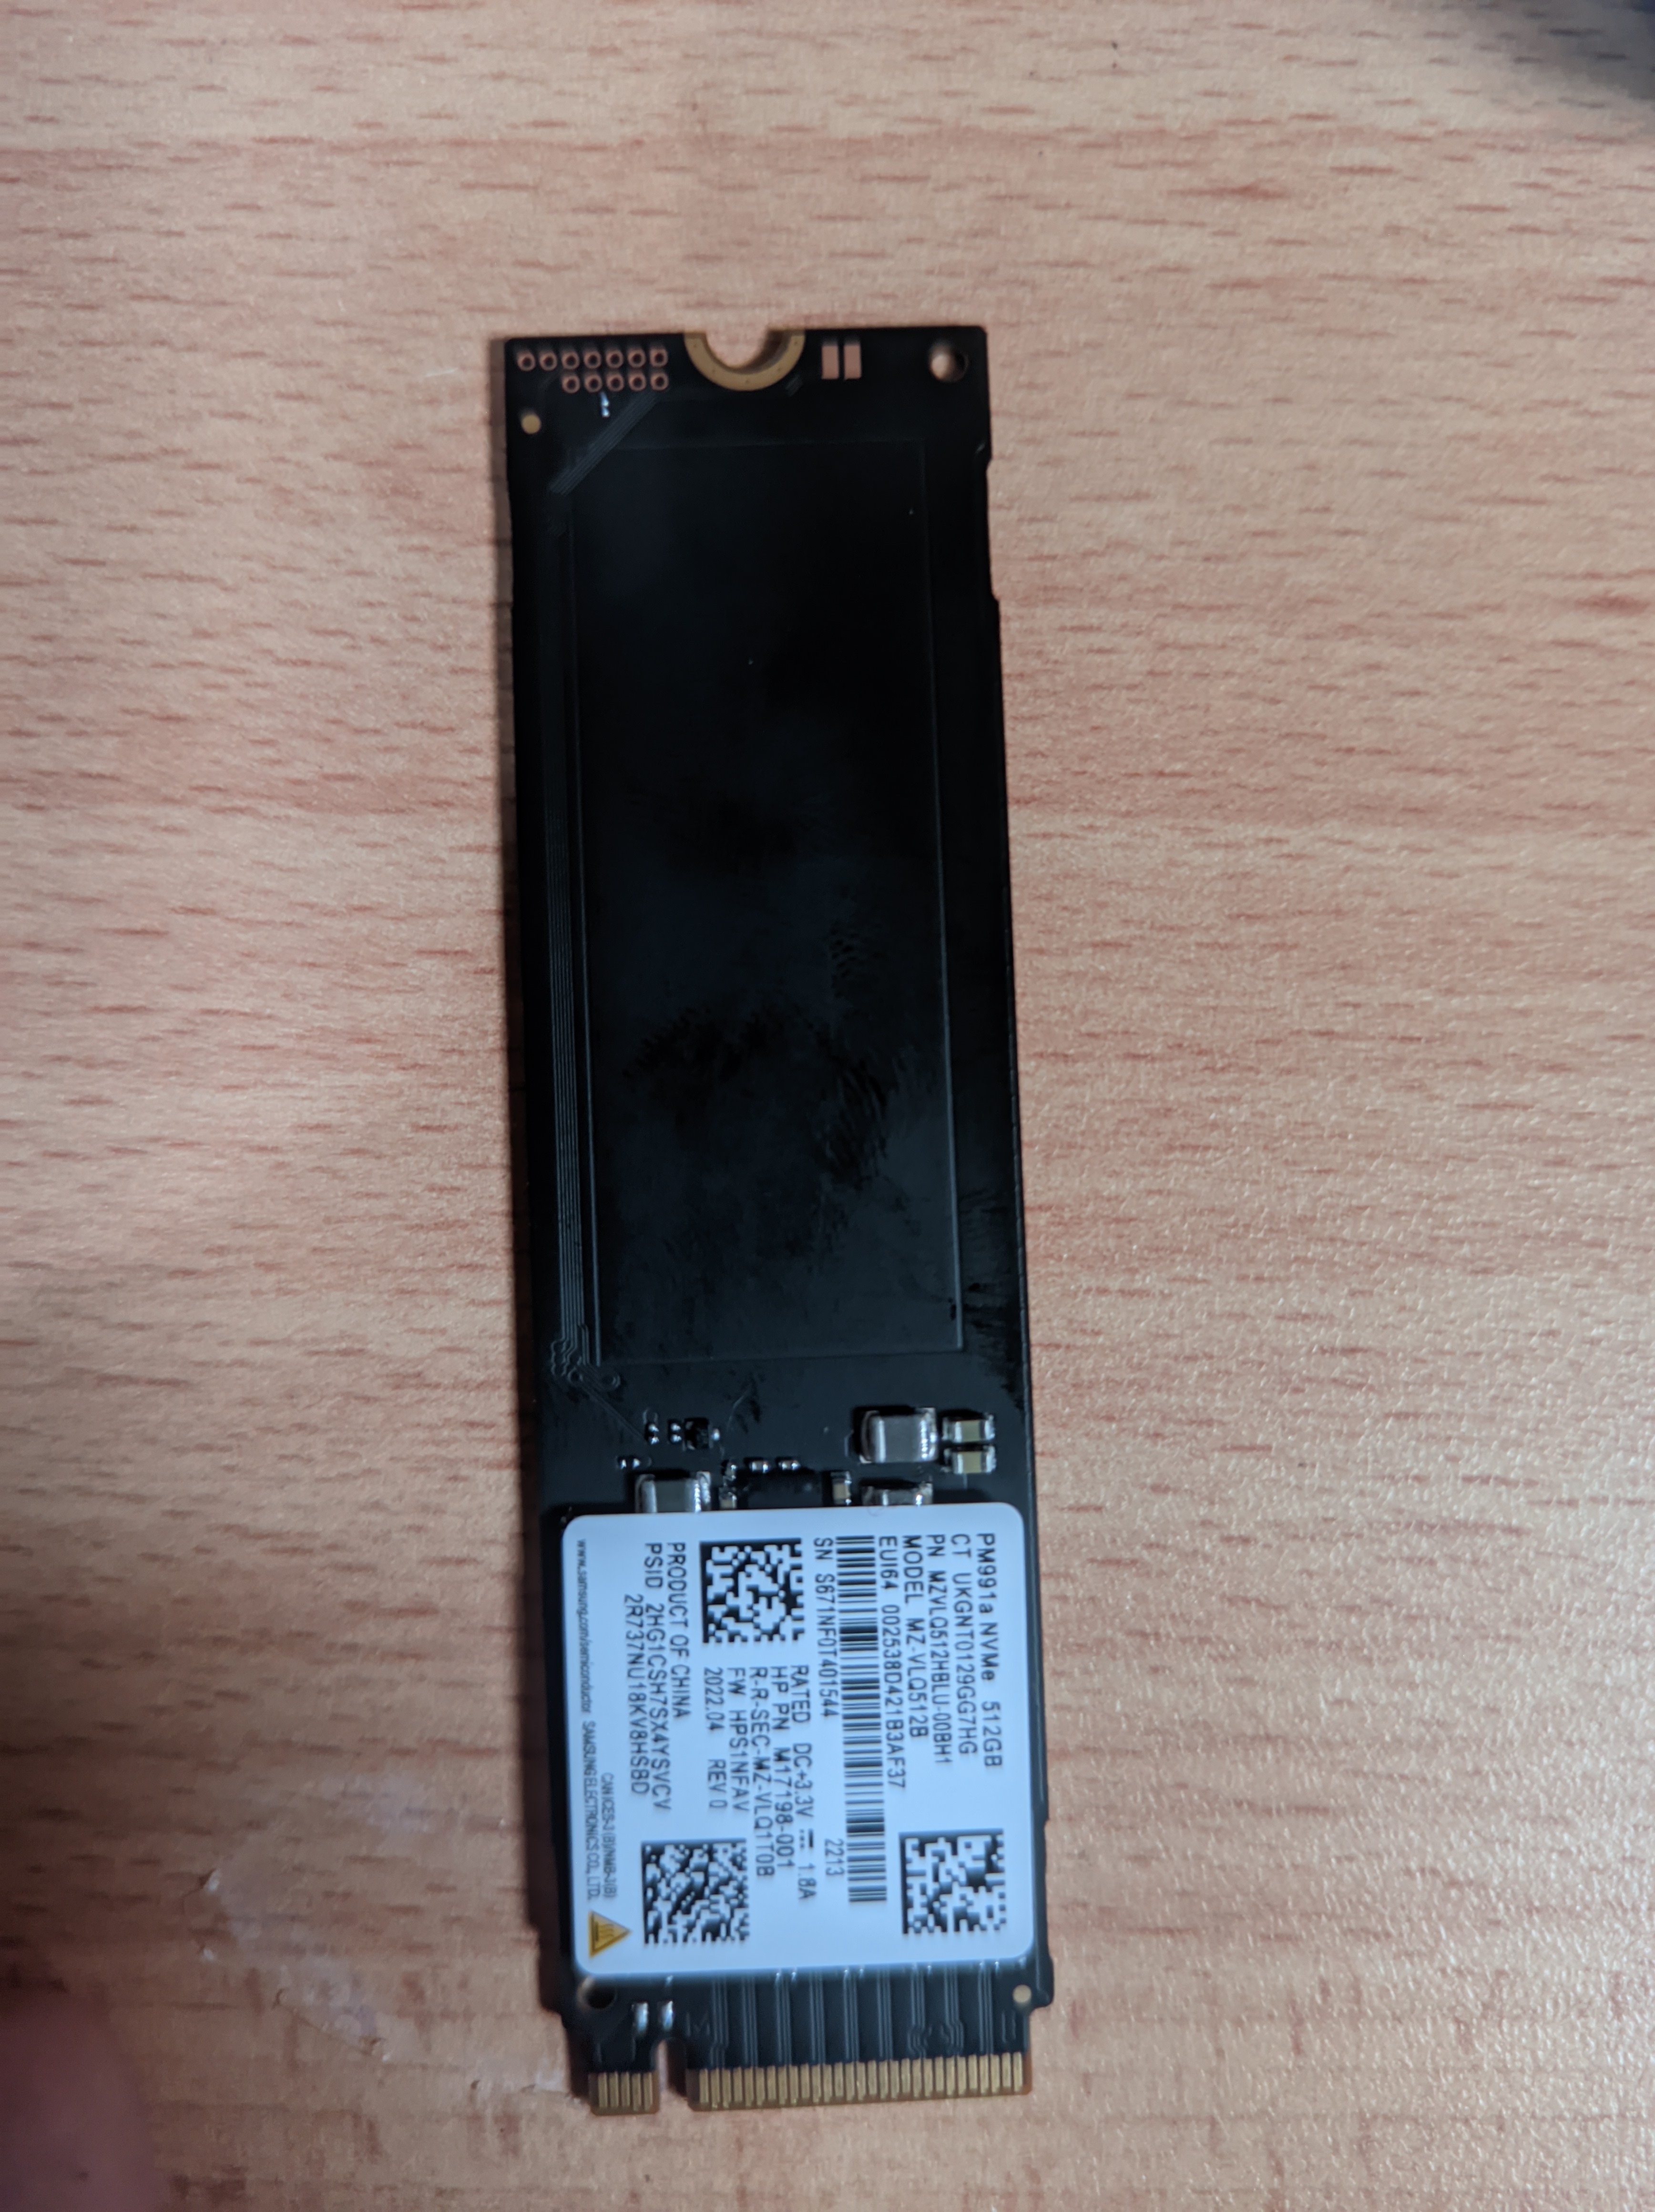 PM991a NVMe 512GB
CT UKGNT0129GG7HG
PN MZVLQ512HBLU-00BH1
MODEL MZ-VLQ512B
EUI64 002538D421B3AF37
SN S671NF0T401544 2213
RATED DC+3.3V ⎓ 1.8A
HP PN M17198-001
R-R-SEC-MZ-VLQ1T0B
FW HPS1NFAV
2022.04 REV 0
PRODUCT OF CHINA
PSID 2HG1CSH7SX4YSVCV
2R737NU18KV8HSBD
CAN ICES-3(B)/NMB-3(B)
www.samsung.com/semiconductor SAMSUNG ELECTRONICS CO., LTD.